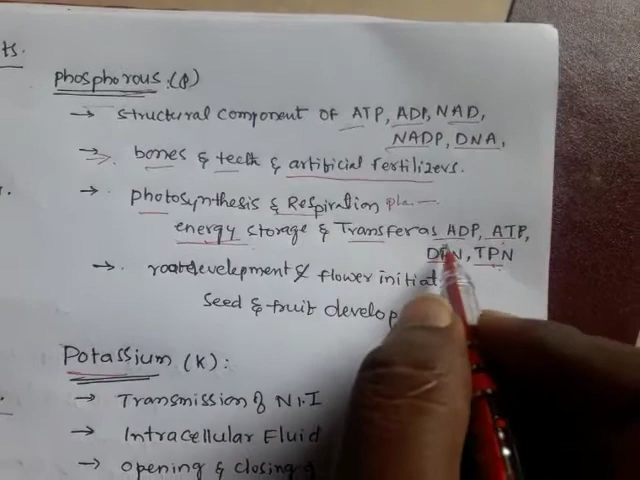 ts.
Phosphorous (P)
→ structural component of ATP, ADP, NAD,
NADP, DNA,
→ bones & teeth & artificial fertilizers.
→ photosynthesis & Respiration pla
energy storage & Transfer as ADP, ATP,
DPN, TPN
→ root development & flower initiat
Seed & fruit develop
Potassium (K) :
→ Transmission of N.I
→ Intracellular Fluid
→ opening & closing